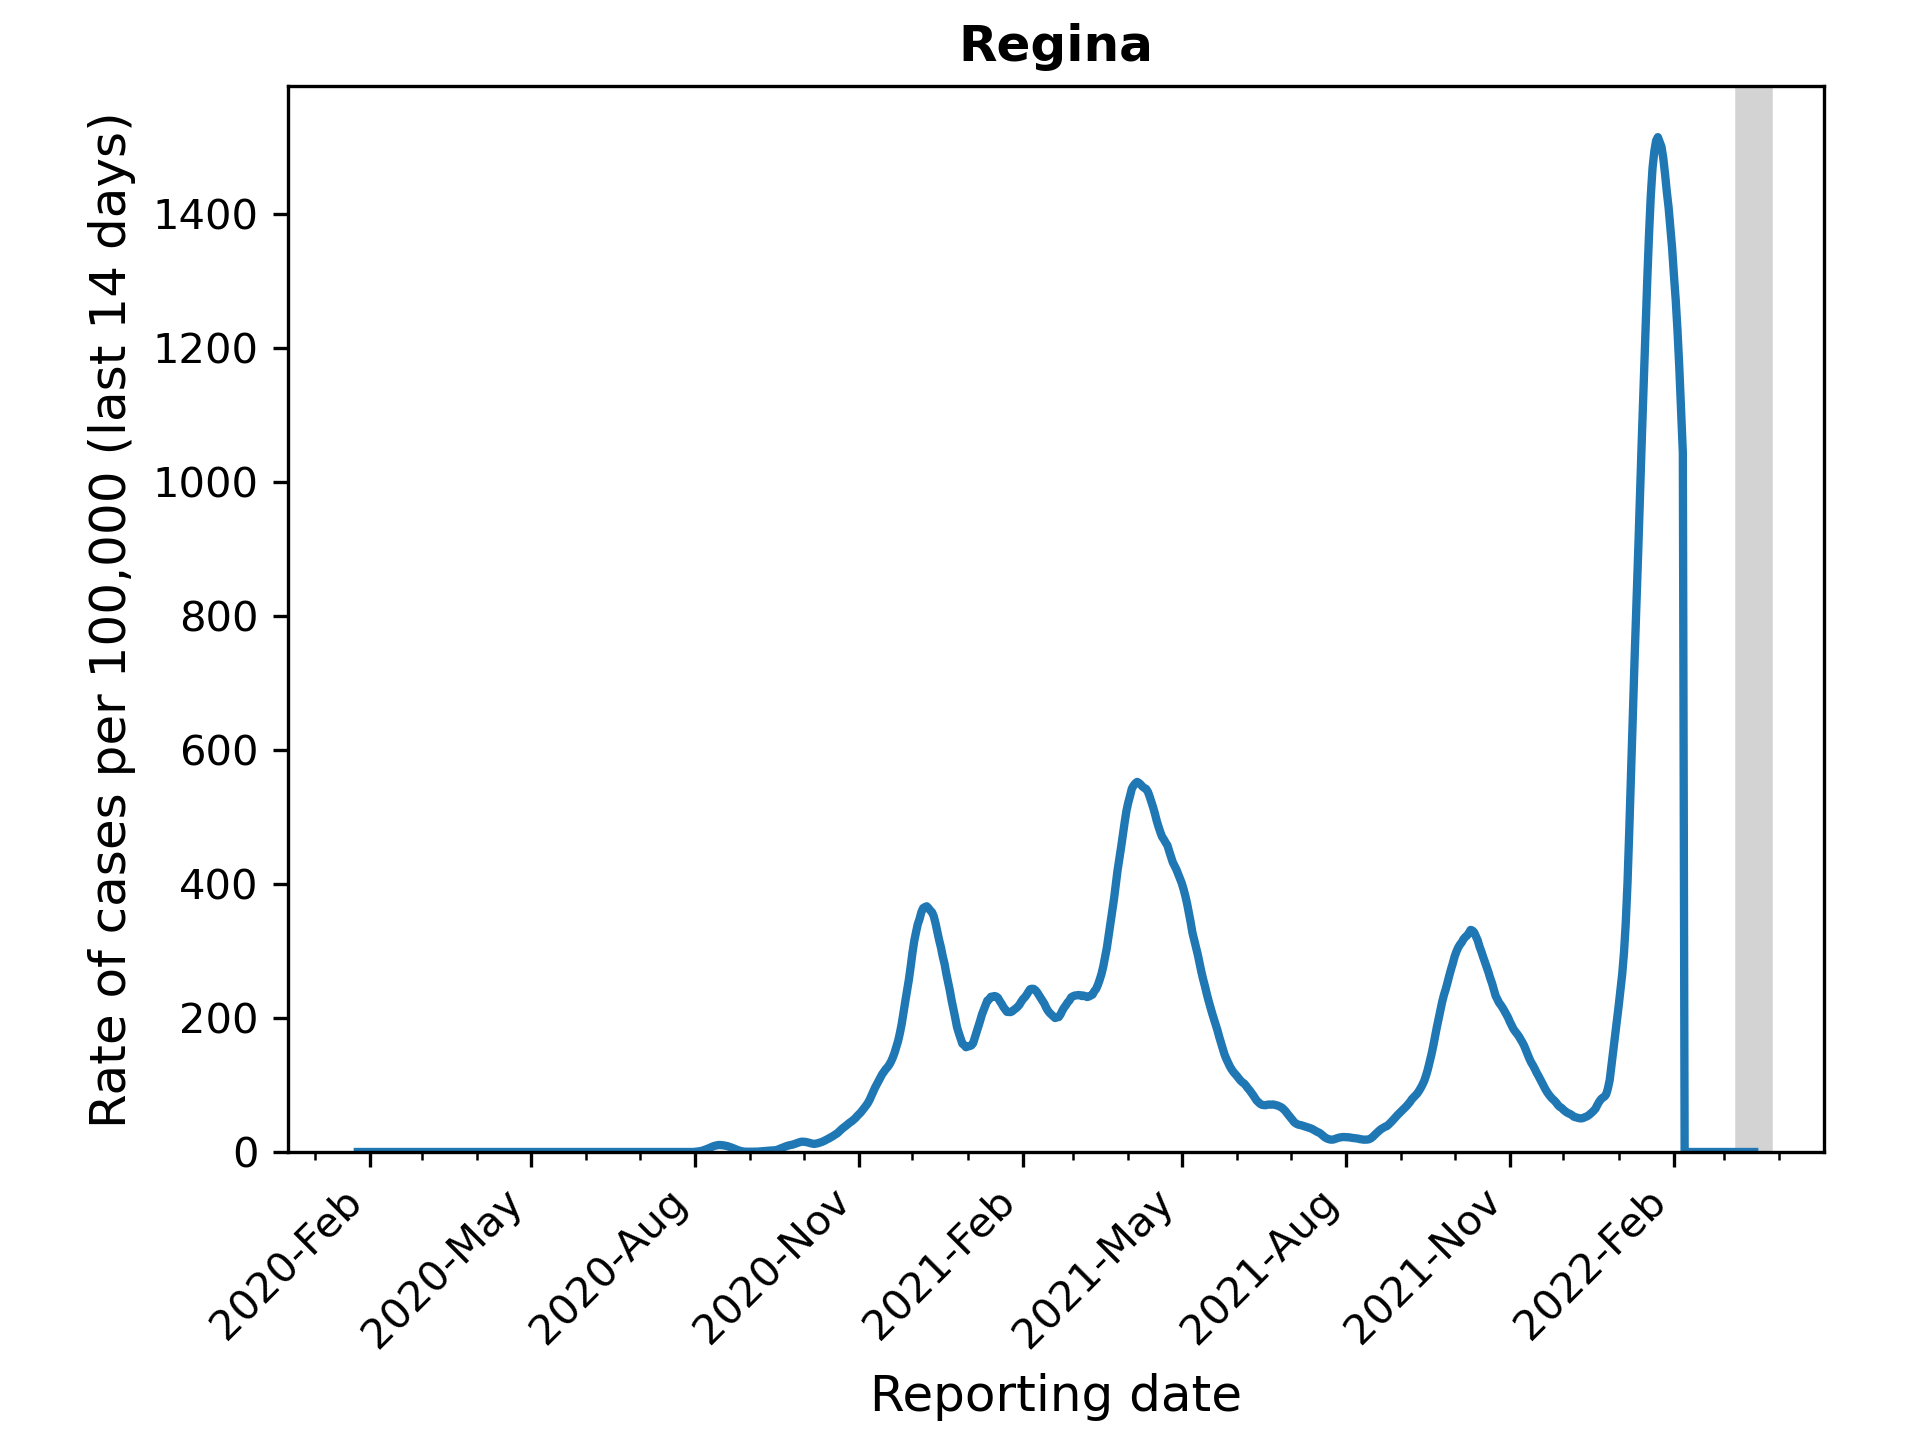 Regina
Rate of cases per 100,000 (last 14 days)
1400
1200
1000
800
600
400
200
0
2020-Feb
2020-May
2020-Aug
2020-Nov
2021-Feb
2021-May
2021-Aug
2021-Nov
2022-Feb
Reporting date